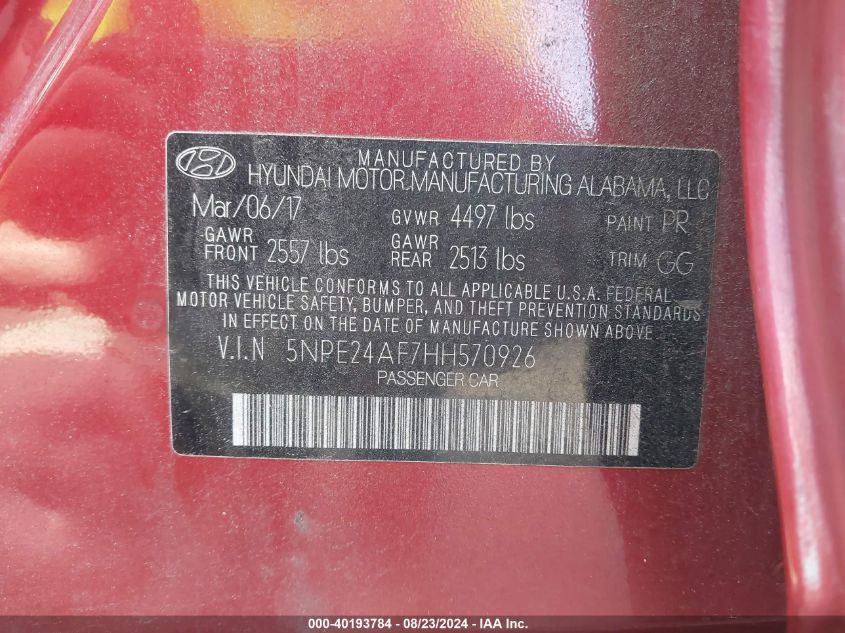 MANUFACTURED BY
HYUNDAI MOTOR.MANUFACTURING ALABAMA, LLC
Mar/06/17 GVWR 4497 lbs PAINT PR
GAWR FRONT 2557 lbs GAWR REAR 2513 lbs TRIM GG
THIS VEHICLE CONFORMS TO ALL APPLICABLE U.S.A. FEDERAL
MOTOR VEHICLE SAFETY, BUMPER, AND THEFT PREVENTION STANDARDS
IN EFFECT ON THE DATE OF MANUFACTURE SHOWN ABOVE
V.I.N 5NPE24AF7HH570926
PASSENGER CAR
000-40193784 - 08/23/2024 - IAA Inc.